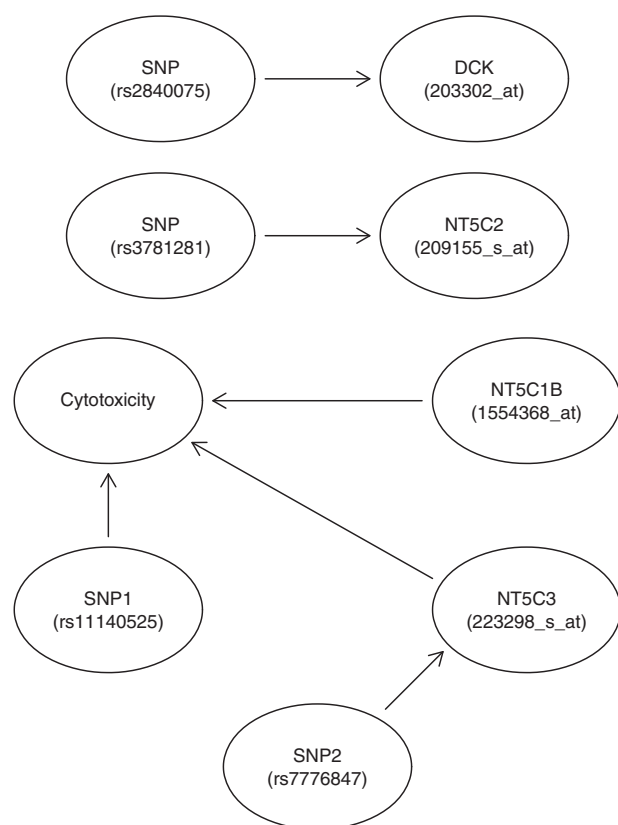 SNP
(rs2840075)
DCK
(203302_at)
SNP
(rs3781281)
NT5C2
(209155_s_at)
Cytotoxicity
NT5C1B
(1554368_at)
SNP1
(rs11140525)
NT5C3
(223298_s_at)
SNP2
(rs7776847)